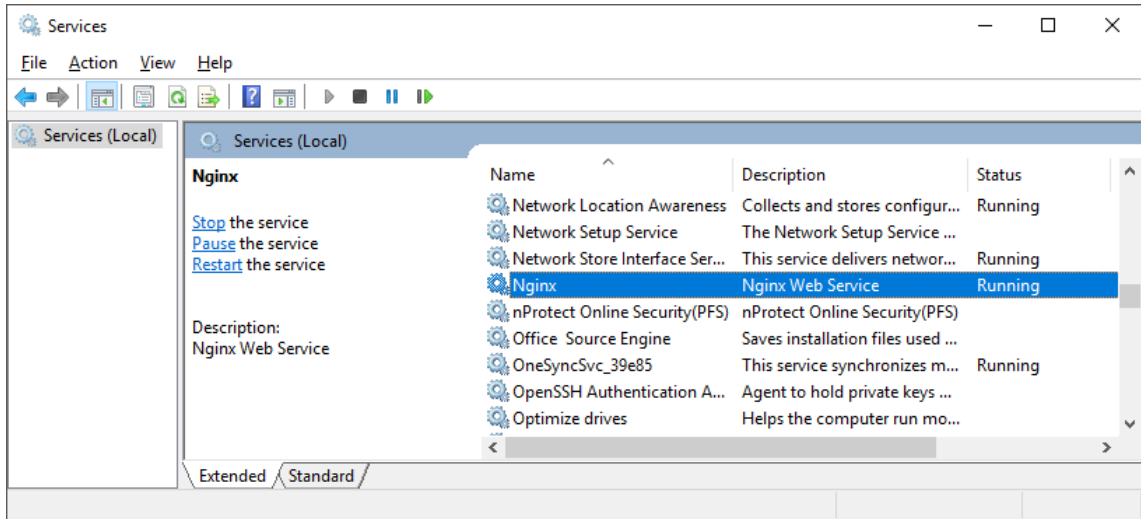 Services
File Action View Help
Services (Local)
Services (Local)
Nginx
Stop the service
Pause the service
Restart the service
Description:
Nginx Web Service
Name Description Status
Network Location Awareness Collects and stores configur... Running
Network Setup Service The Network Setup Service ...
Network Store Interface Ser... This service delivers networ... Running
Nginx Nginx Web Service Running
nProtect Online Security(PFS) nProtect Online Security(PFS)
Office  Source Engine Saves installation files used ...
OneSyncSvc_39e85 This service synchronizes m... Running
OpenSSH Authentication A... Agent to hold private keys ...
Optimize drives Helps the computer run mo...
Extended Standard